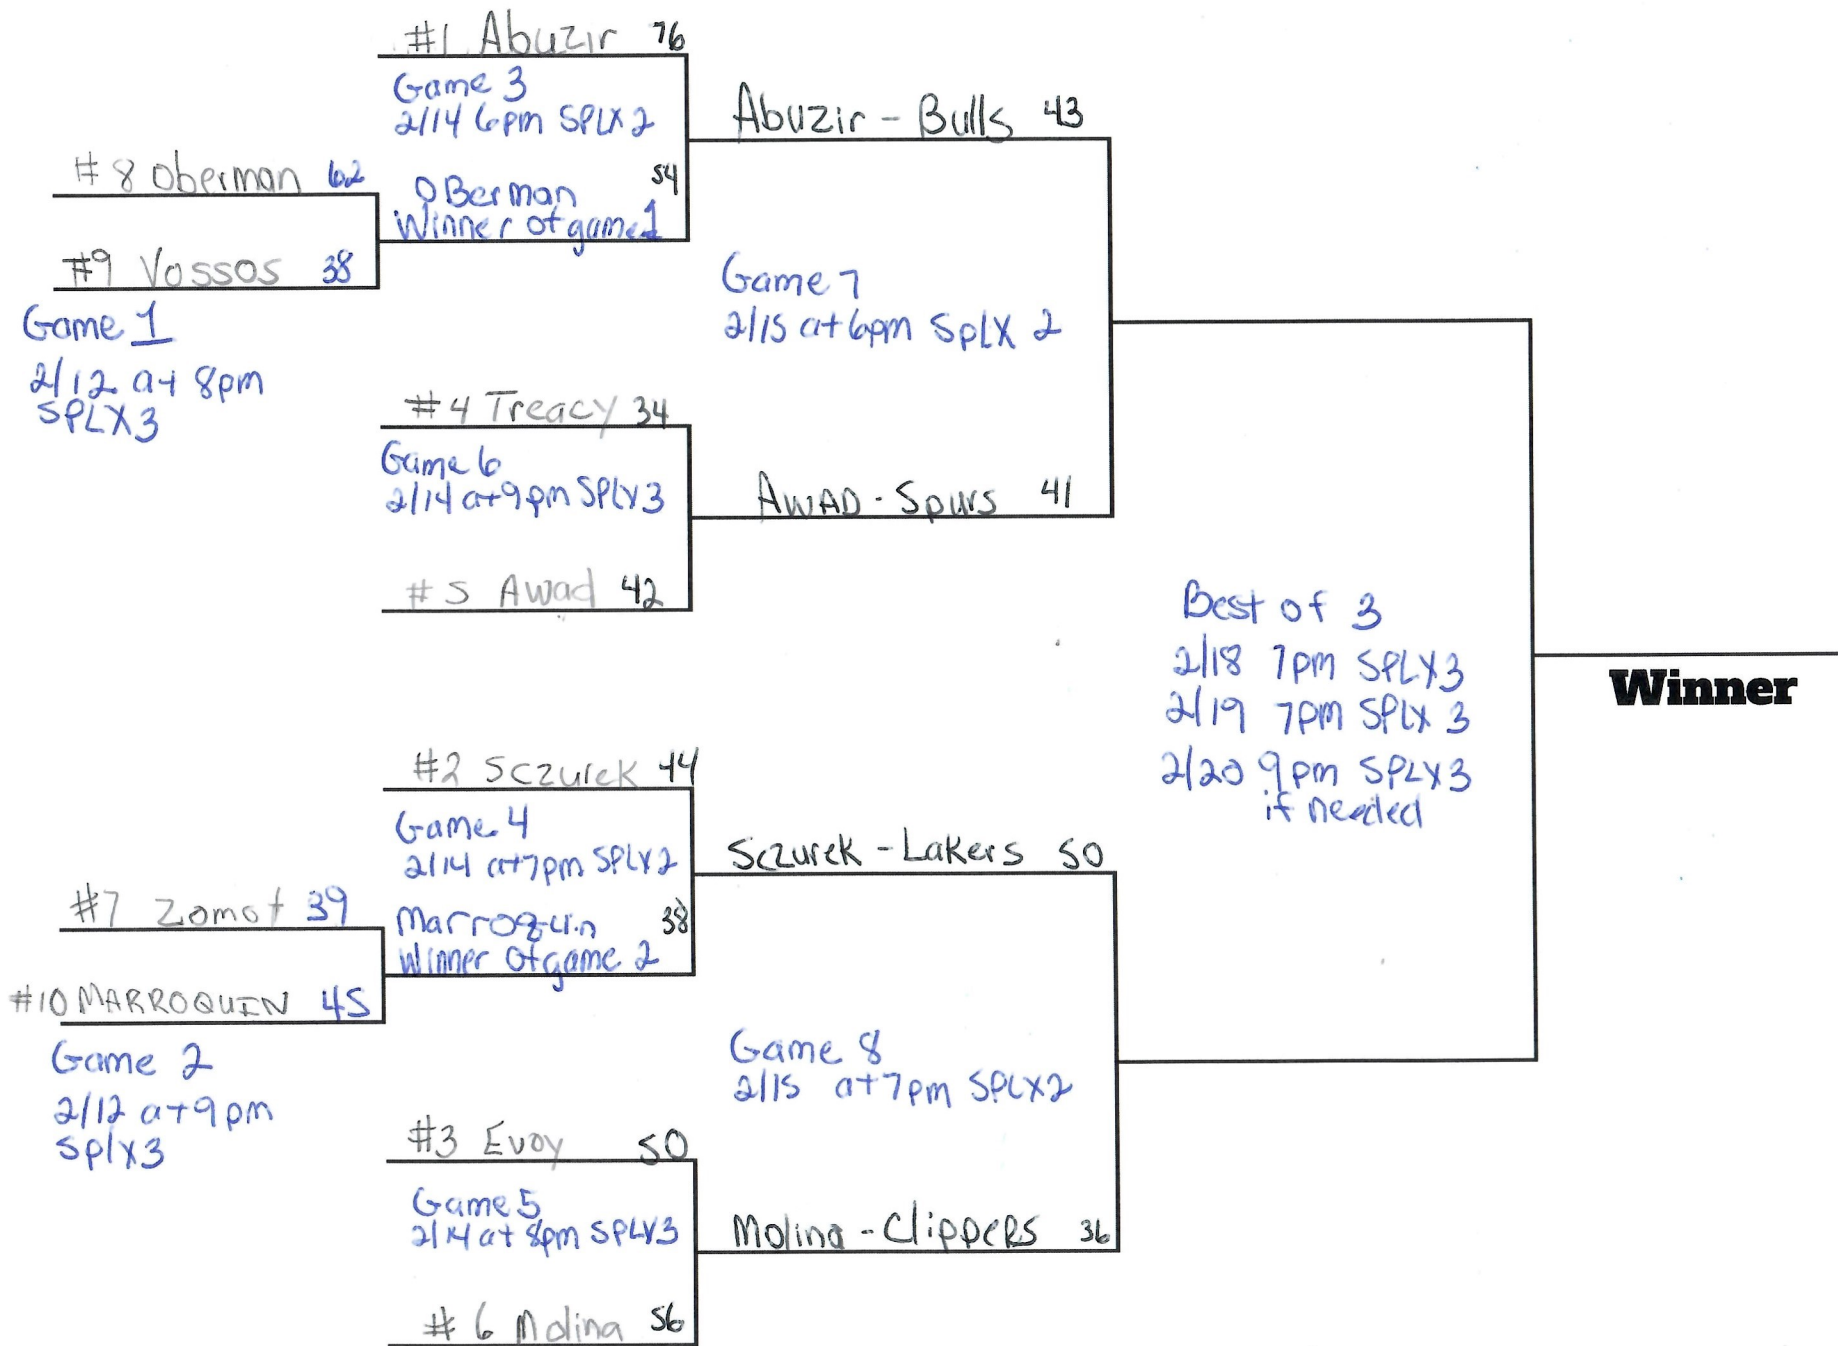 #1 Abuzir 76
Game 3
2/14 6pm SPLX 2
OBerman 54
Winner of game 1
#8 Oberman 62
#9 Vossos 38
Game 1
2/12 at 8pm
SPLX3
Abuzir - Bulls 43
Game 7
2/15 at 6pm SPLX 2
#4 Treacy 34
Game 6
2/14 at 9pm SPLX3
#5 Awad 42
AWAD - Spurs 41
Best of 3
2/18 7pm SPLX3
2/19 7pm SPLX 3
2/20 9pm SPLX3
if needed
Winner
#2 Sczurek 44
Game 4
2/14 at 7pm SPLX2
Marroquin 38
Winner of game 2
#7 Zomot 39
#10 MARROQUIN 45
Game 2
2/12 at 9pm
Splx3
Sczurek - Lakers 50
Game 8
2/15 at 7pm SPLX2
#3 Evoy 50
Game 5
2/14 at 8pm SPLX3
#6 Molina 56
Molina - Clippers 36